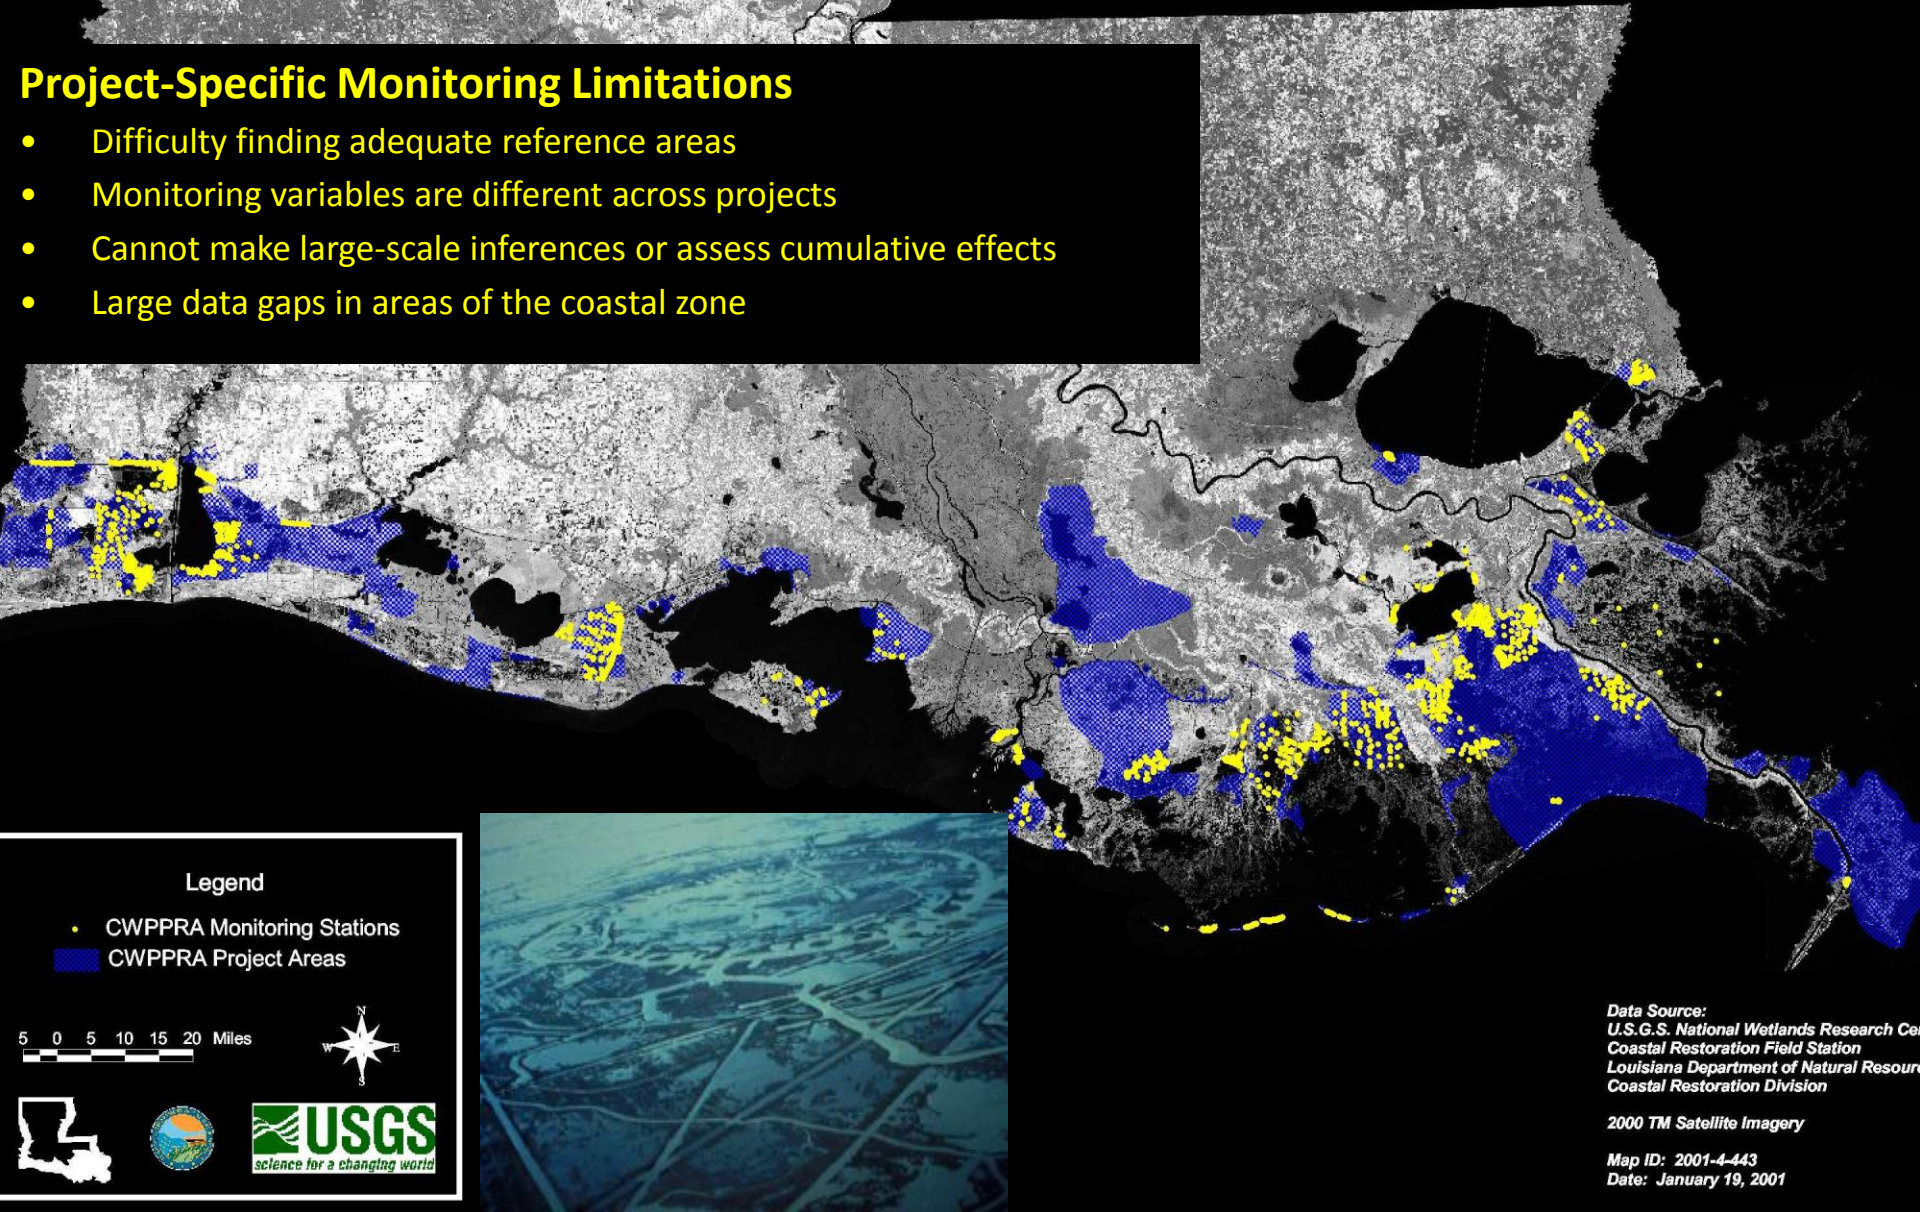 Project-Specific Monitoring Limitations
• Difficulty finding adequate reference areas
• Monitoring variables are different across projects
• Cannot make large-scale inferences or assess cumulative effects
• Large data gaps in areas of the coastal zone
Legend
CWPPRA Monitoring Stations
CWPPRA Project Areas
5 0 5 10 15 20 Miles
N
W E
S
USGS
science for a changing world
Data Source:
U.S.G.S. National Wetlands Research Cen
Coastal Restoration Field Station
Louisiana Department of Natural Resourc
Coastal Restoration Division
2000 TM Satellite Imagery
Map ID: 2001-4-443
Date: January 19, 2001